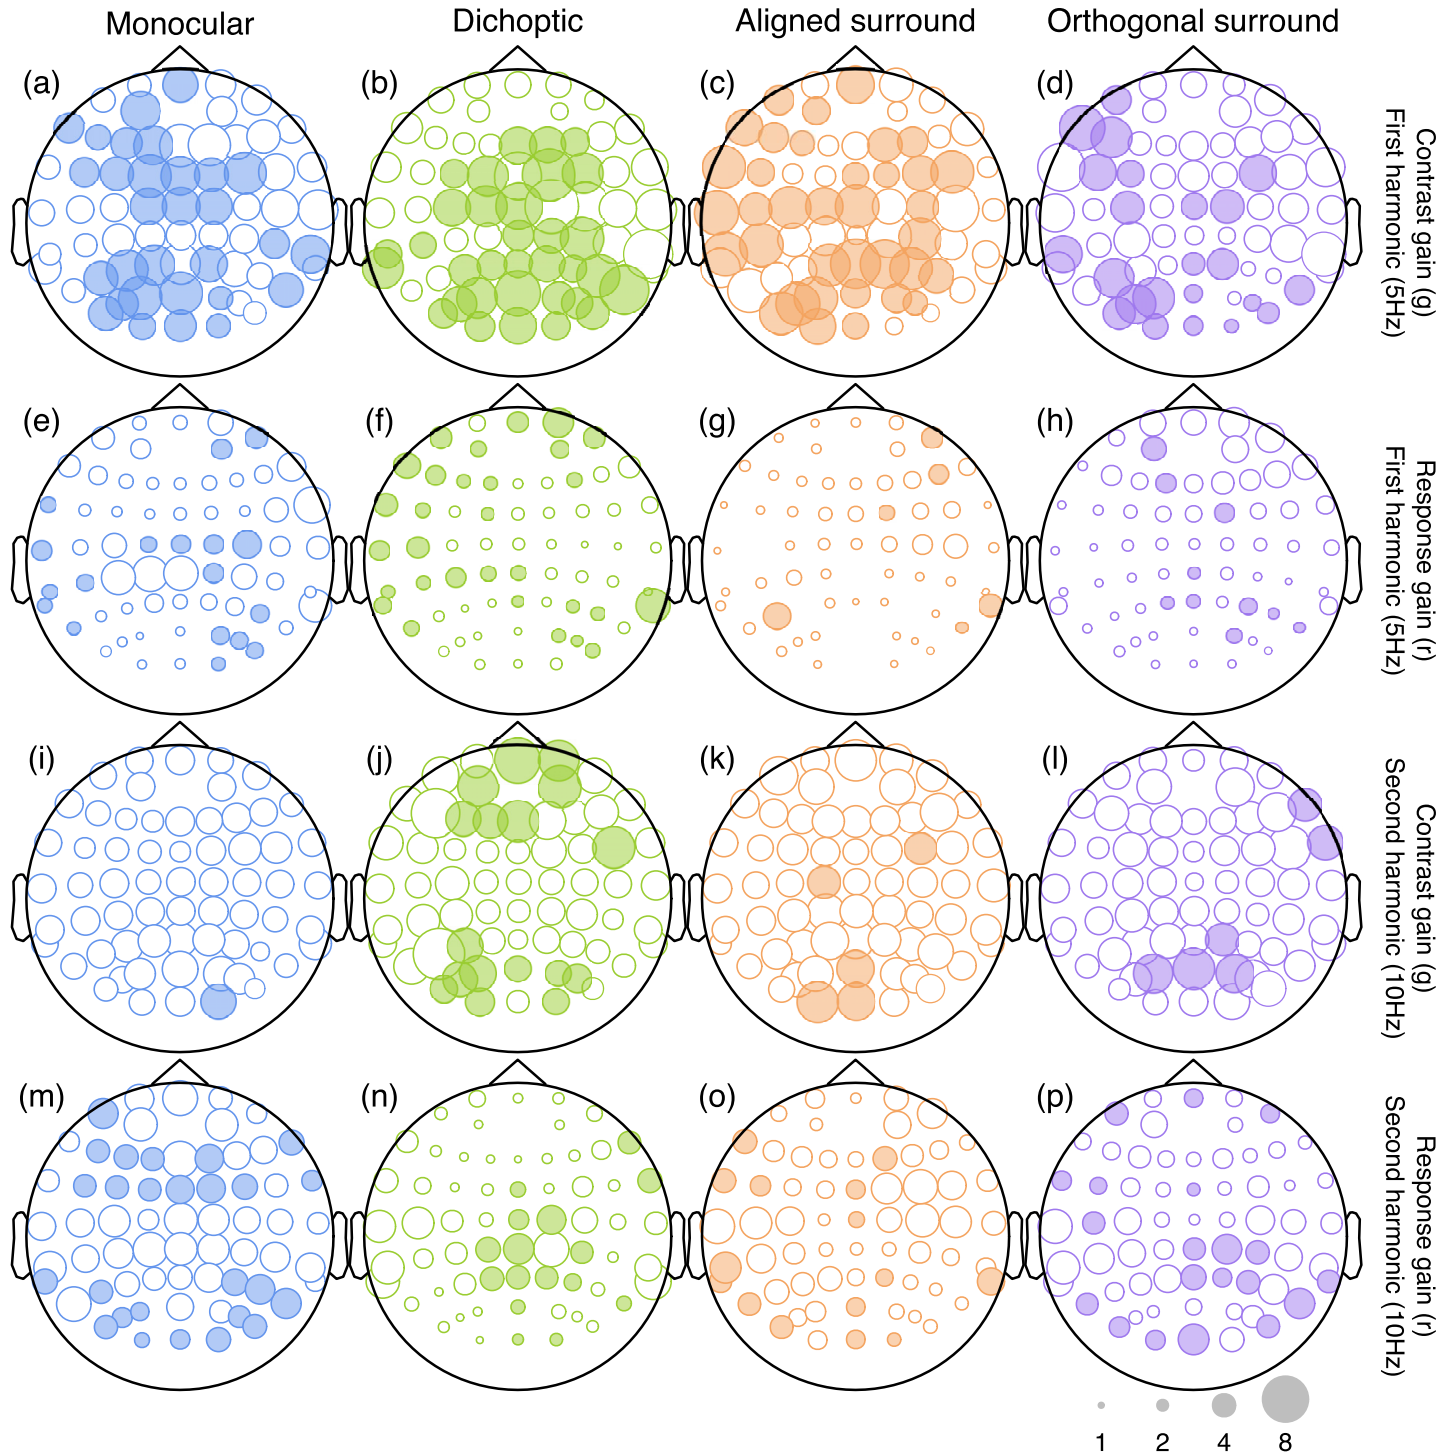 Monocular Dichoptic Aligned surround Orthogonal surround
(a) (b) (c) (d)
Contrast gain (g)
First harmonic (5Hz)
(e) (f) (g) (h)
Response gain (r)
First harmonic (5Hz)
(i) (j) (k) (l)
Contrast gain (g)
Second harmonic (10Hz)
(m) (n) (o) (p)
Response gain (r)
Second harmonic (10Hz)
1 2 4 8